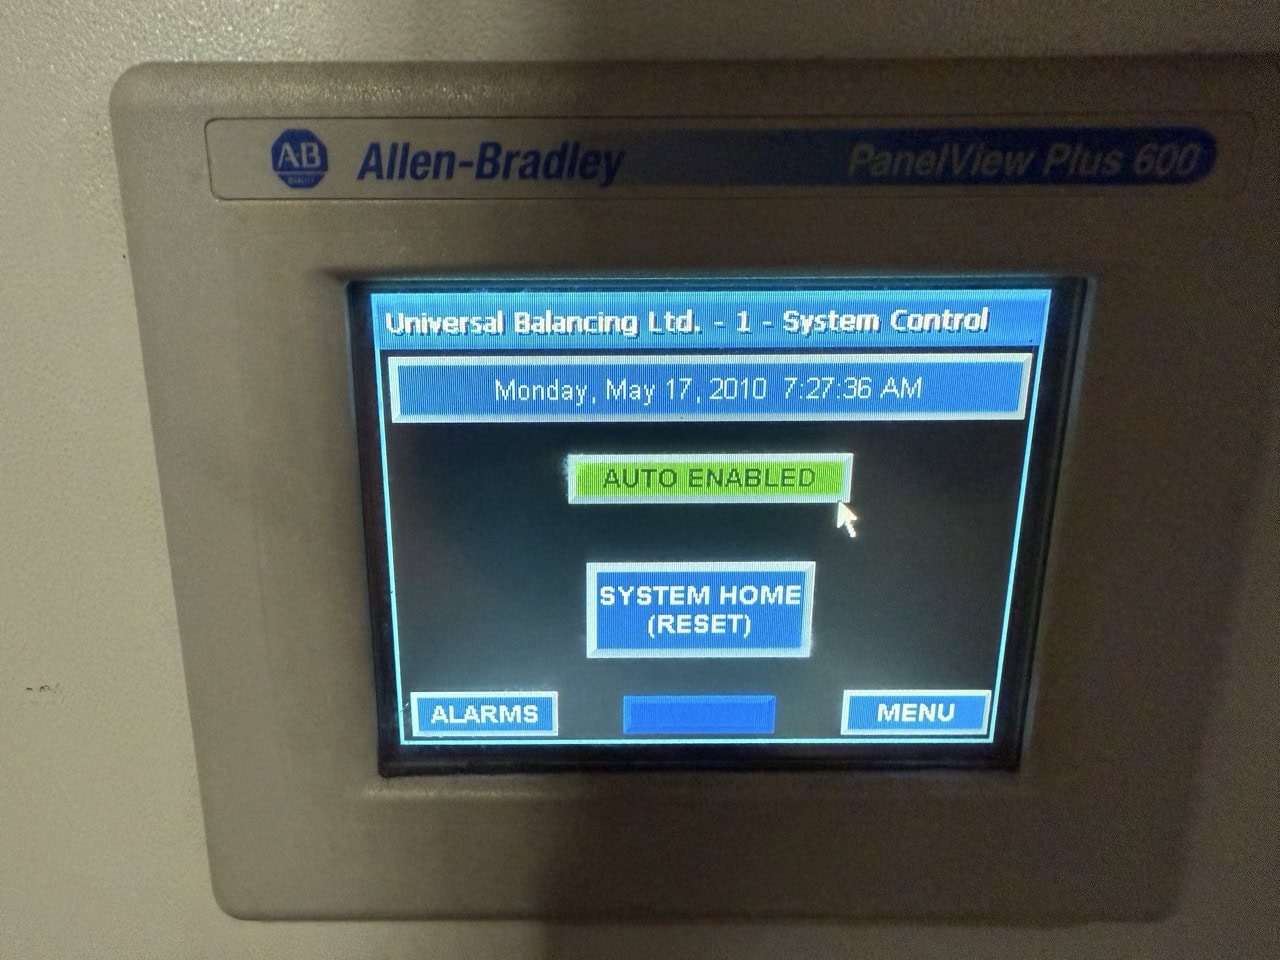 AB
QUALITY
Allen-Bradley
PanelView Plus 600
Universal Balancing Ltd. - 1 - System Control
Monday, May 17, 2010 7:27:36 AM
AUTO ENABLED
SYSTEM HOME
(RESET)
ALARMS
MENU